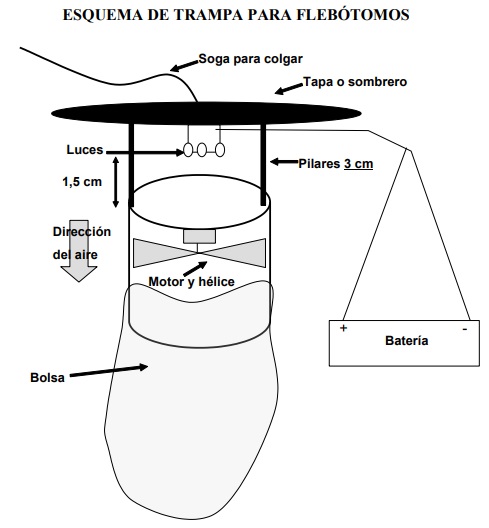 ESQUEMA DE TRAMPA PARA FLEBÓTOMOS
Soga para colgar
Tapa o sombrero
Luces
Pilares 3 cm
1,5 cm
Dirección
del aire
Motor y hélice
+
-
Batería
Bolsa